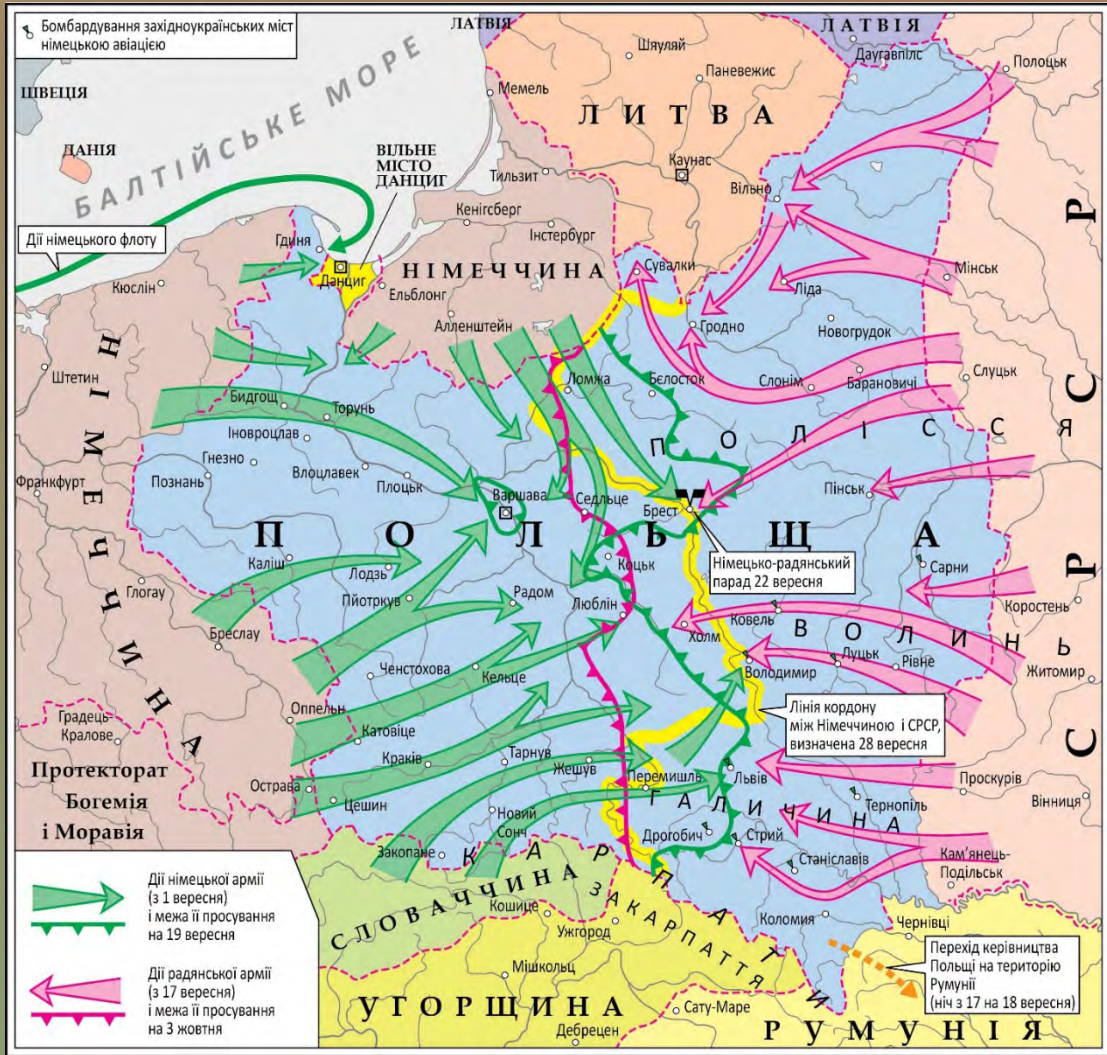 Бомбардування західноукраїнських міст
німецькою авіацією
ЛАТВІЯ
ЛАТВІЯ
Даугавпілс
Полоцьк
Шяуляй
Паневежис
ШВЕЦІЯ
Мемель
ЛИТВА
БАЛТІЙСЬКЕ МОРЕ
ДАНІЯ
ВІЛЬНЕ
МІСТО
ДАНЦИГ
Каунас
Тильзит
Вільно
Кенігсберг
Інстербург
Дії німецького флоту
Гдиня
НІМЕЧЧИНА
Сувалки
Мінськ
Данциг
Ельблонг
Ліда
Кюслін
Алленштейн
Гродно
Новогрудок
Штетин
Ломжа
Бєлосток
Слонім
Барановичі
Слуцьк
Бидгощ
Торунь
ПОЛІССЯ
Іновроцлав
Гнезно
Влоцлавек
Познань
Плоцьк
Франкфурт
Варшава
Седльце
Брест
Пінськ
НІМЕЧЧИНА
ПОЛЬЩА
СРСР
Німецько-радянський
парад 22 вересня
Каліш
Лодзь
Коцьк
Сарни
Глогау
Пйотркув
Радом
Люблін
Коростень
Бреслау
Холм
Ковель
ВОЛИНЬ
Луцьк
Рівне
Володимир
Житомир
Ченстохова
Кельце
Оппельн
Лінія кордону
між Німеччиною і СРСР,
визначена 28 вересня
Градець-
Кралове
Катовіце
Краків
Тарнув
Жешув
Перемишль
Львів
Проскурів
Протекторат
Богемія
і Моравія
Острава
Цешин
Новий
Сонч
ГАЛИЧИНА
Тернопіль
Вінниця
Дрогобич
Стрий
Закопане
Станіславів
Кам'янець-
Подільськ
КАРПАТИ
СЛОВАЧЧИНА
Кошице
ЗАКАРПАТТЯ
Коломия
Чернівці
Ужгород
Дії німецької армії
(з 1 вересня)
і межа її просування
на 19 вересня
Перехід керівництва
Польщі на територію
Румунії
(ніч з 17 на 18 вересня)
Мішкольц
УГОРЩИНА
Сату-Маре
Дебрецен
РУМУНІЯ
Дії радянської армії
(з 17 вересня)
і межа її просування
на 3 жовтня